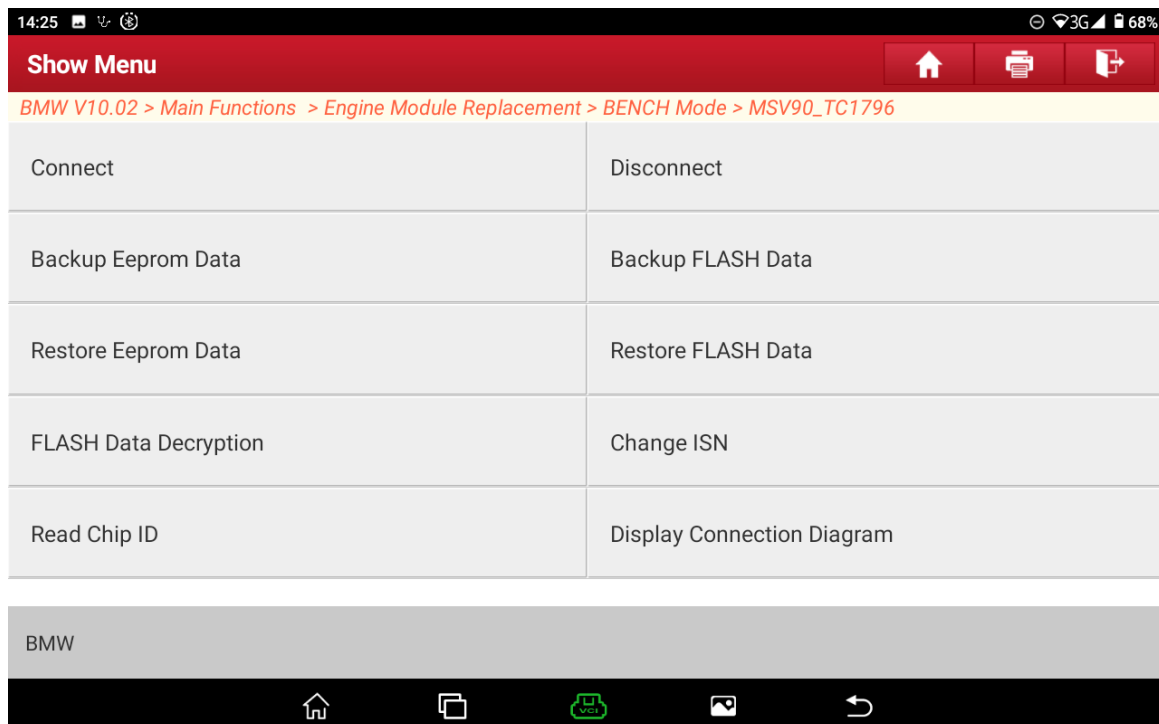 14:25 3G 68%
Show Menu
BMW V10.02 > Main Functions > Engine Module Replacement > BENCH Mode > MSV90_TC1796
Connect Disconnect
Backup Eeprom Data Backup FLASH Data
Restore Eeprom Data Restore FLASH Data
FLASH Data Decryption Change ISN
Read Chip ID Display Connection Diagram
BMW
VCI